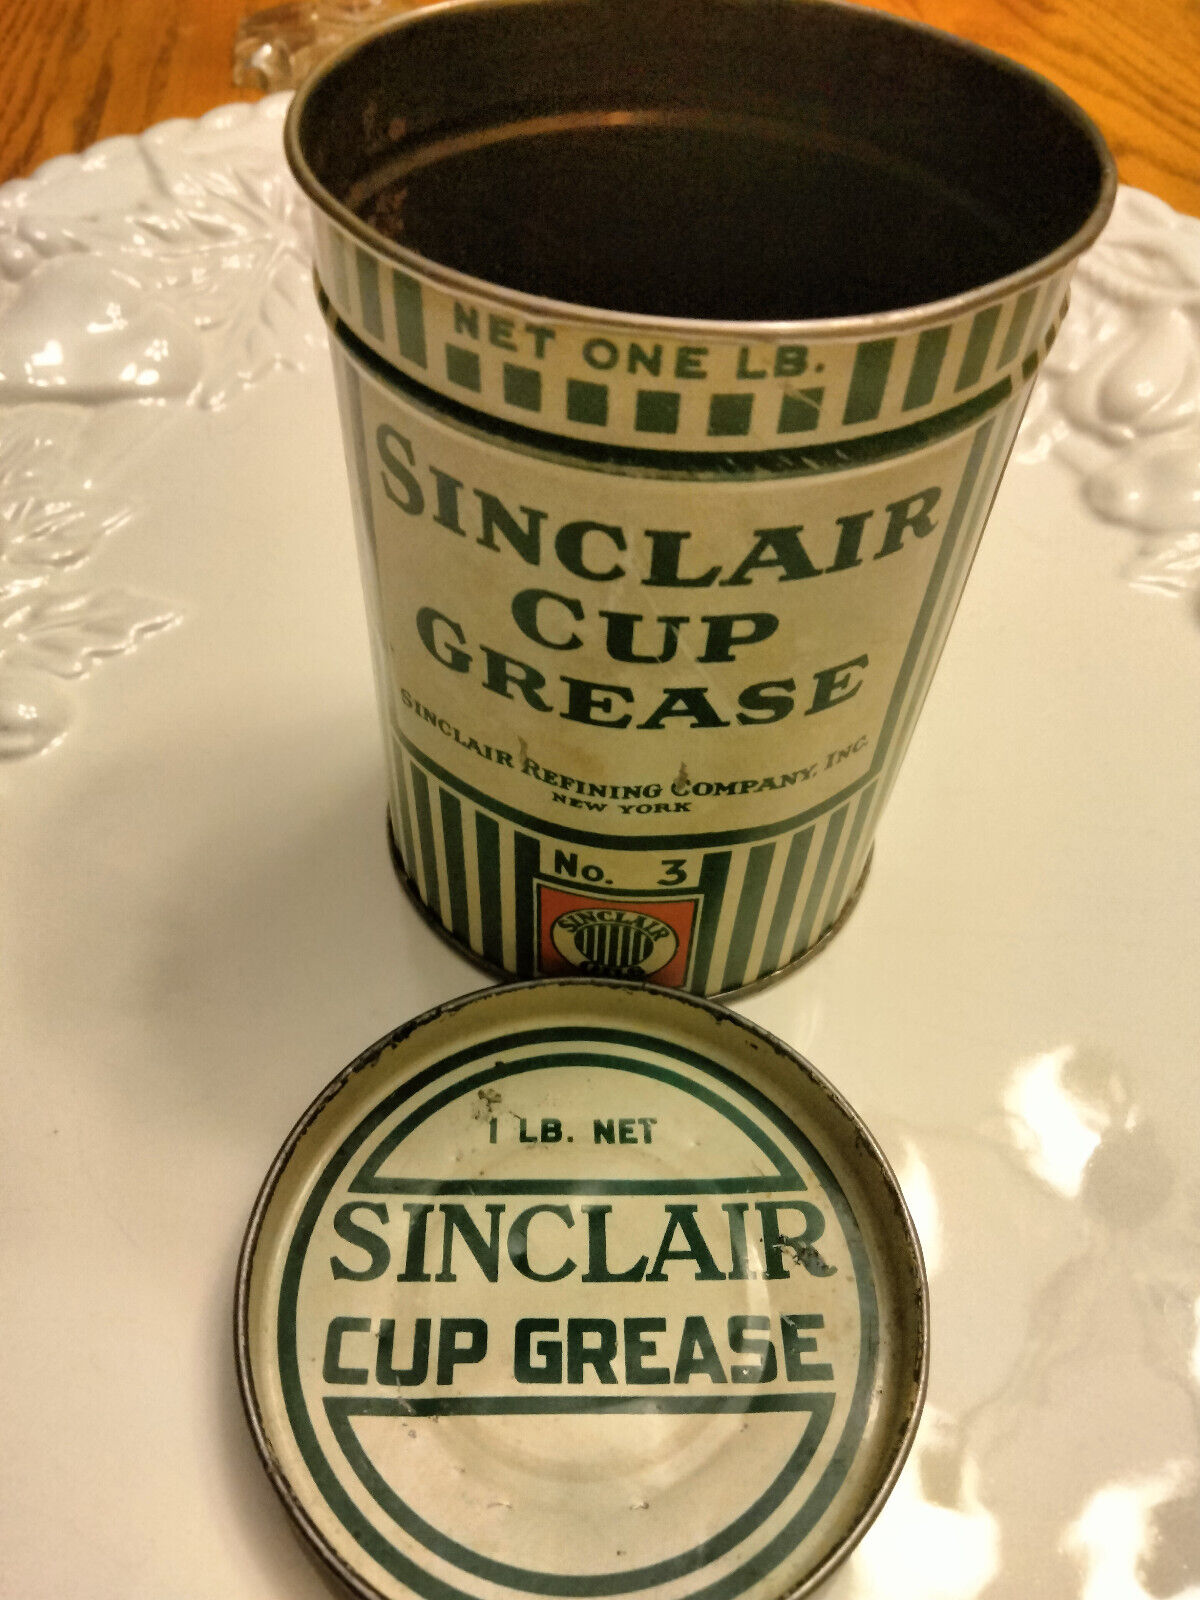 NET ONE LB.
SINCLAIR
CUP
GREASE
SINCLAIR REFINING COMPANY, INC.
NEW YORK
No. 3
SINCLAIR
1 LB. NET
SINCLAIR
CUP GREASE